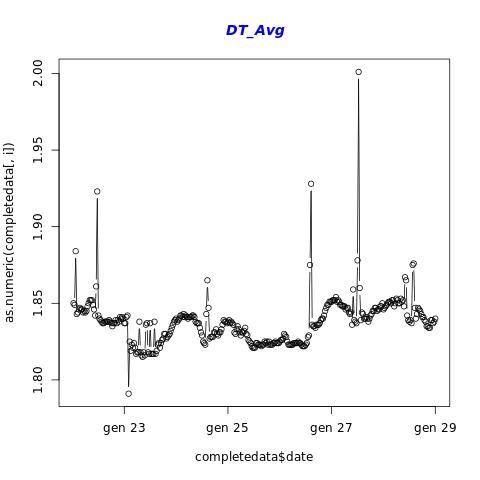 DT_Avg
as.numeric(completedata[, i])
2.00
1.95
1.90
1.85
1.80
gen 23
gen 25
gen 27
gen 29
completedata$date